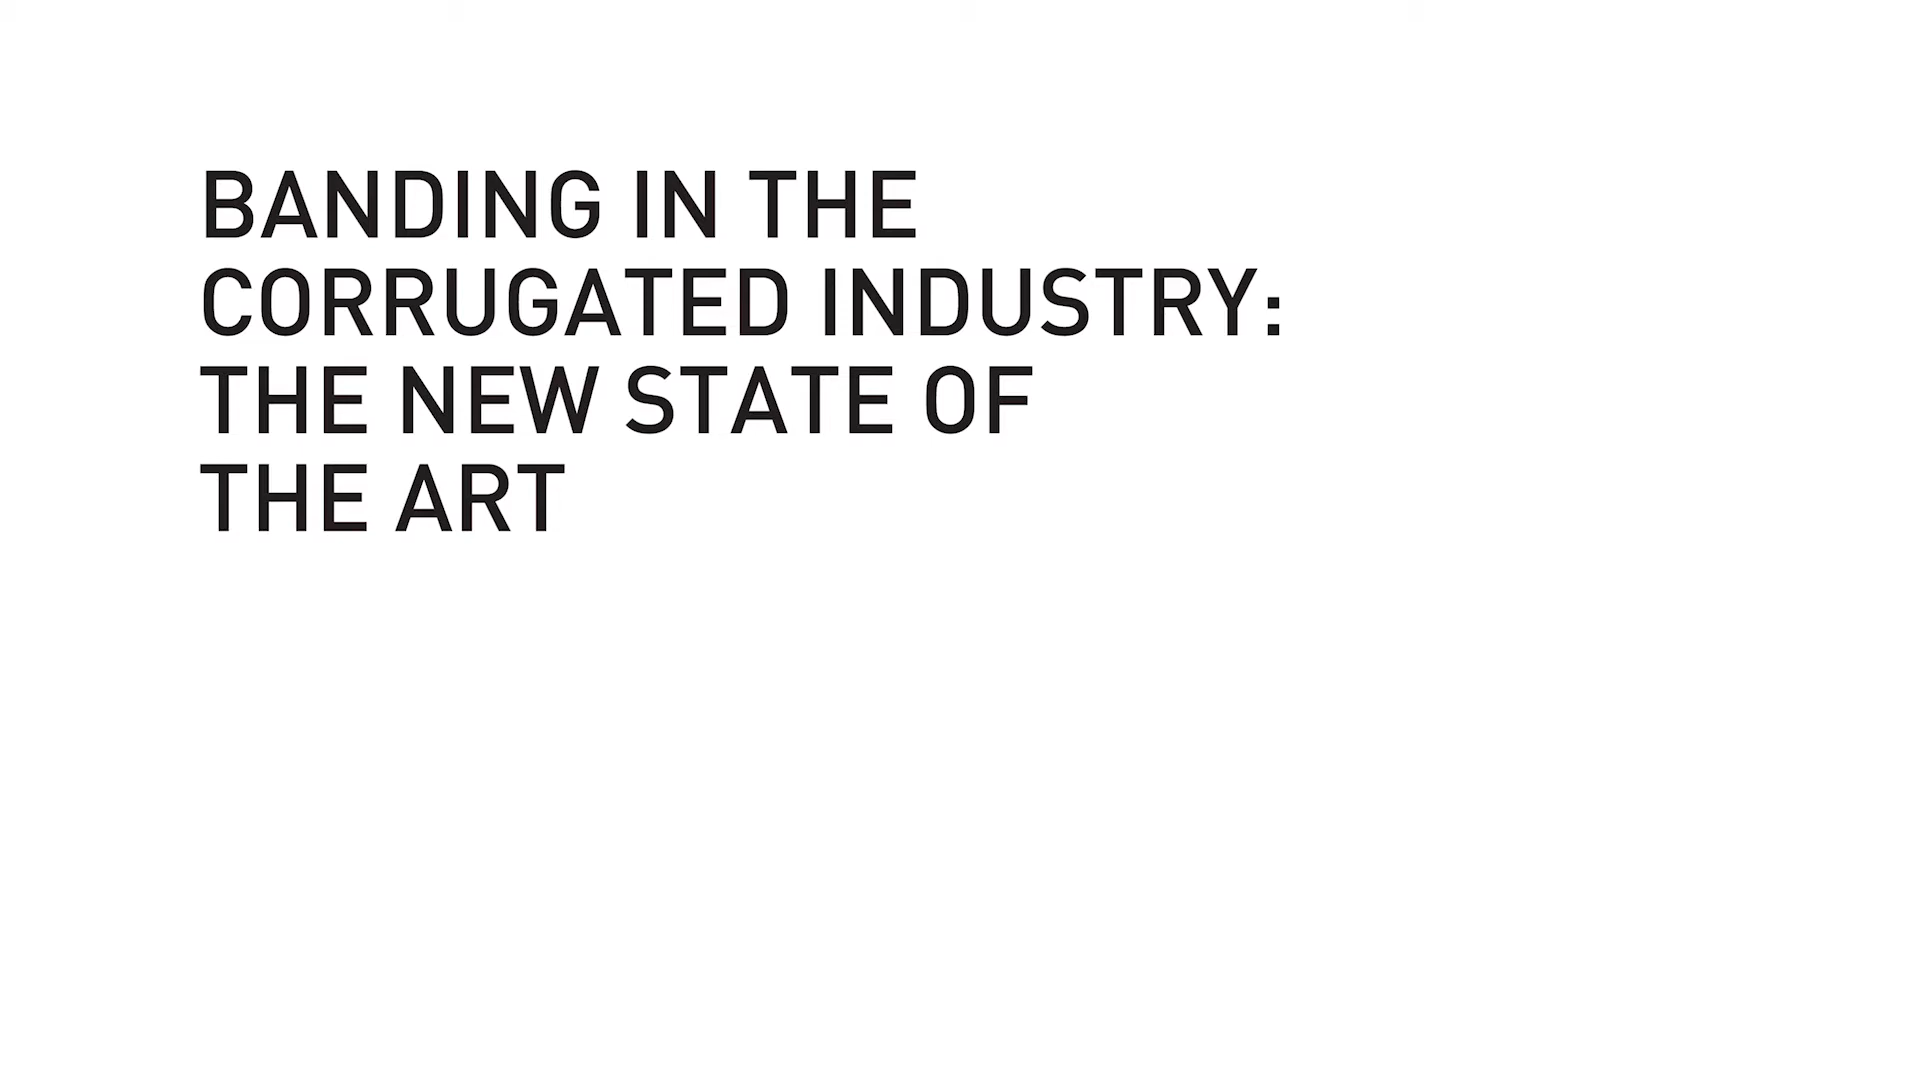 BANDING IN THE
CORRUGATED INDUSTRY:
THE NEW STATE OF
THE ART